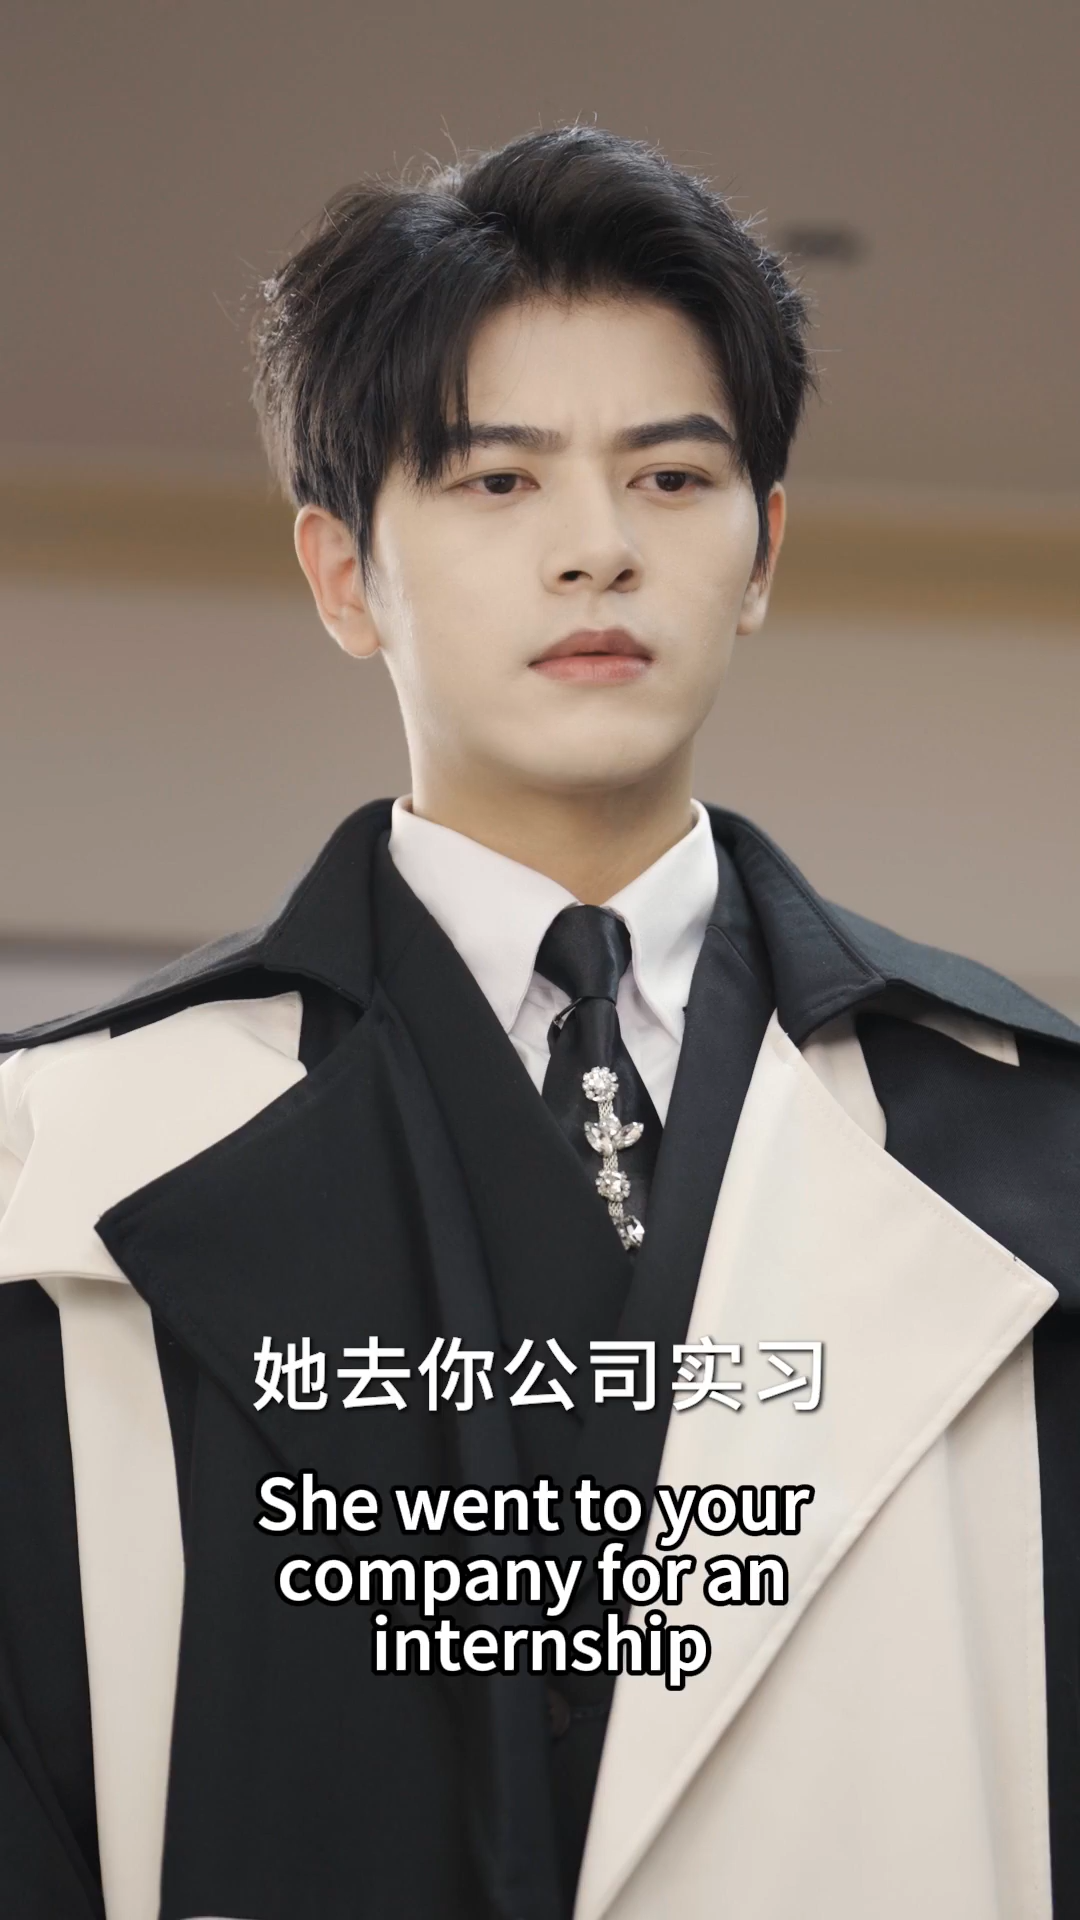 她去你公司实习
She went to your
company for an
internship